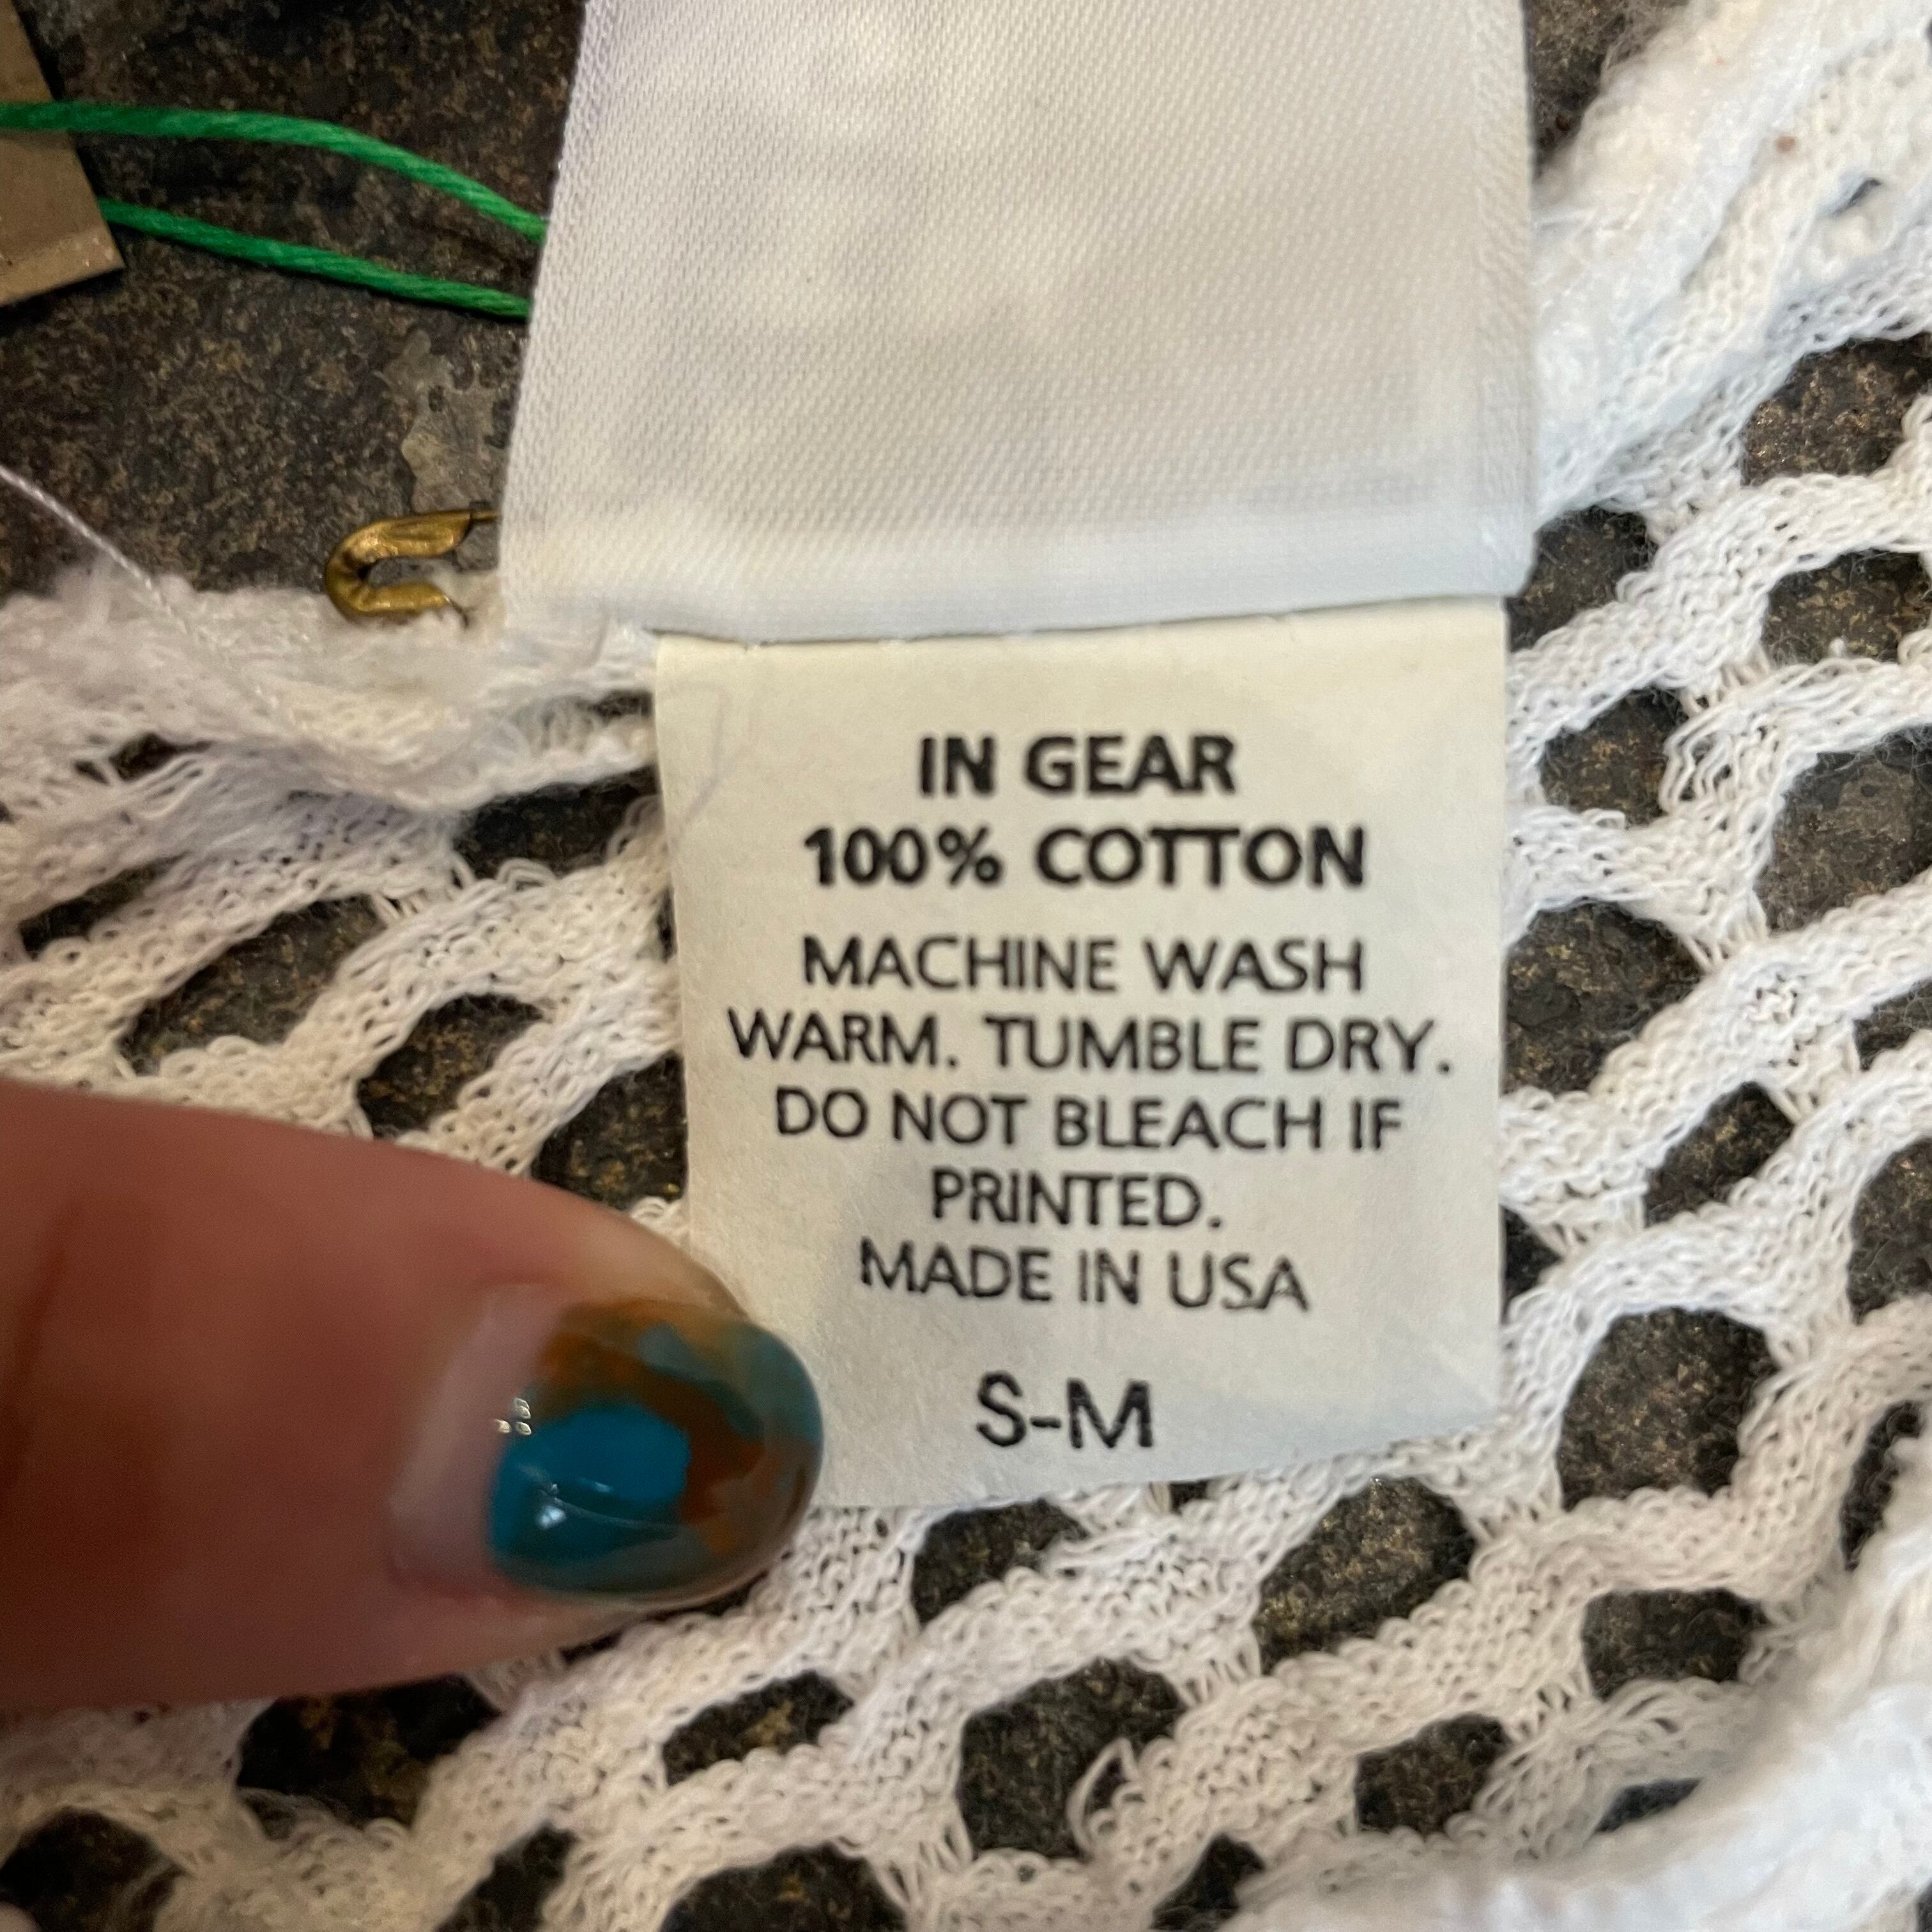 IN GEAR
100% COTTON
MACHINE WASH
WARM. TUMBLE DRY.
DO NOT BLEACH IF
PRINTED.
MADE IN USA
S-M